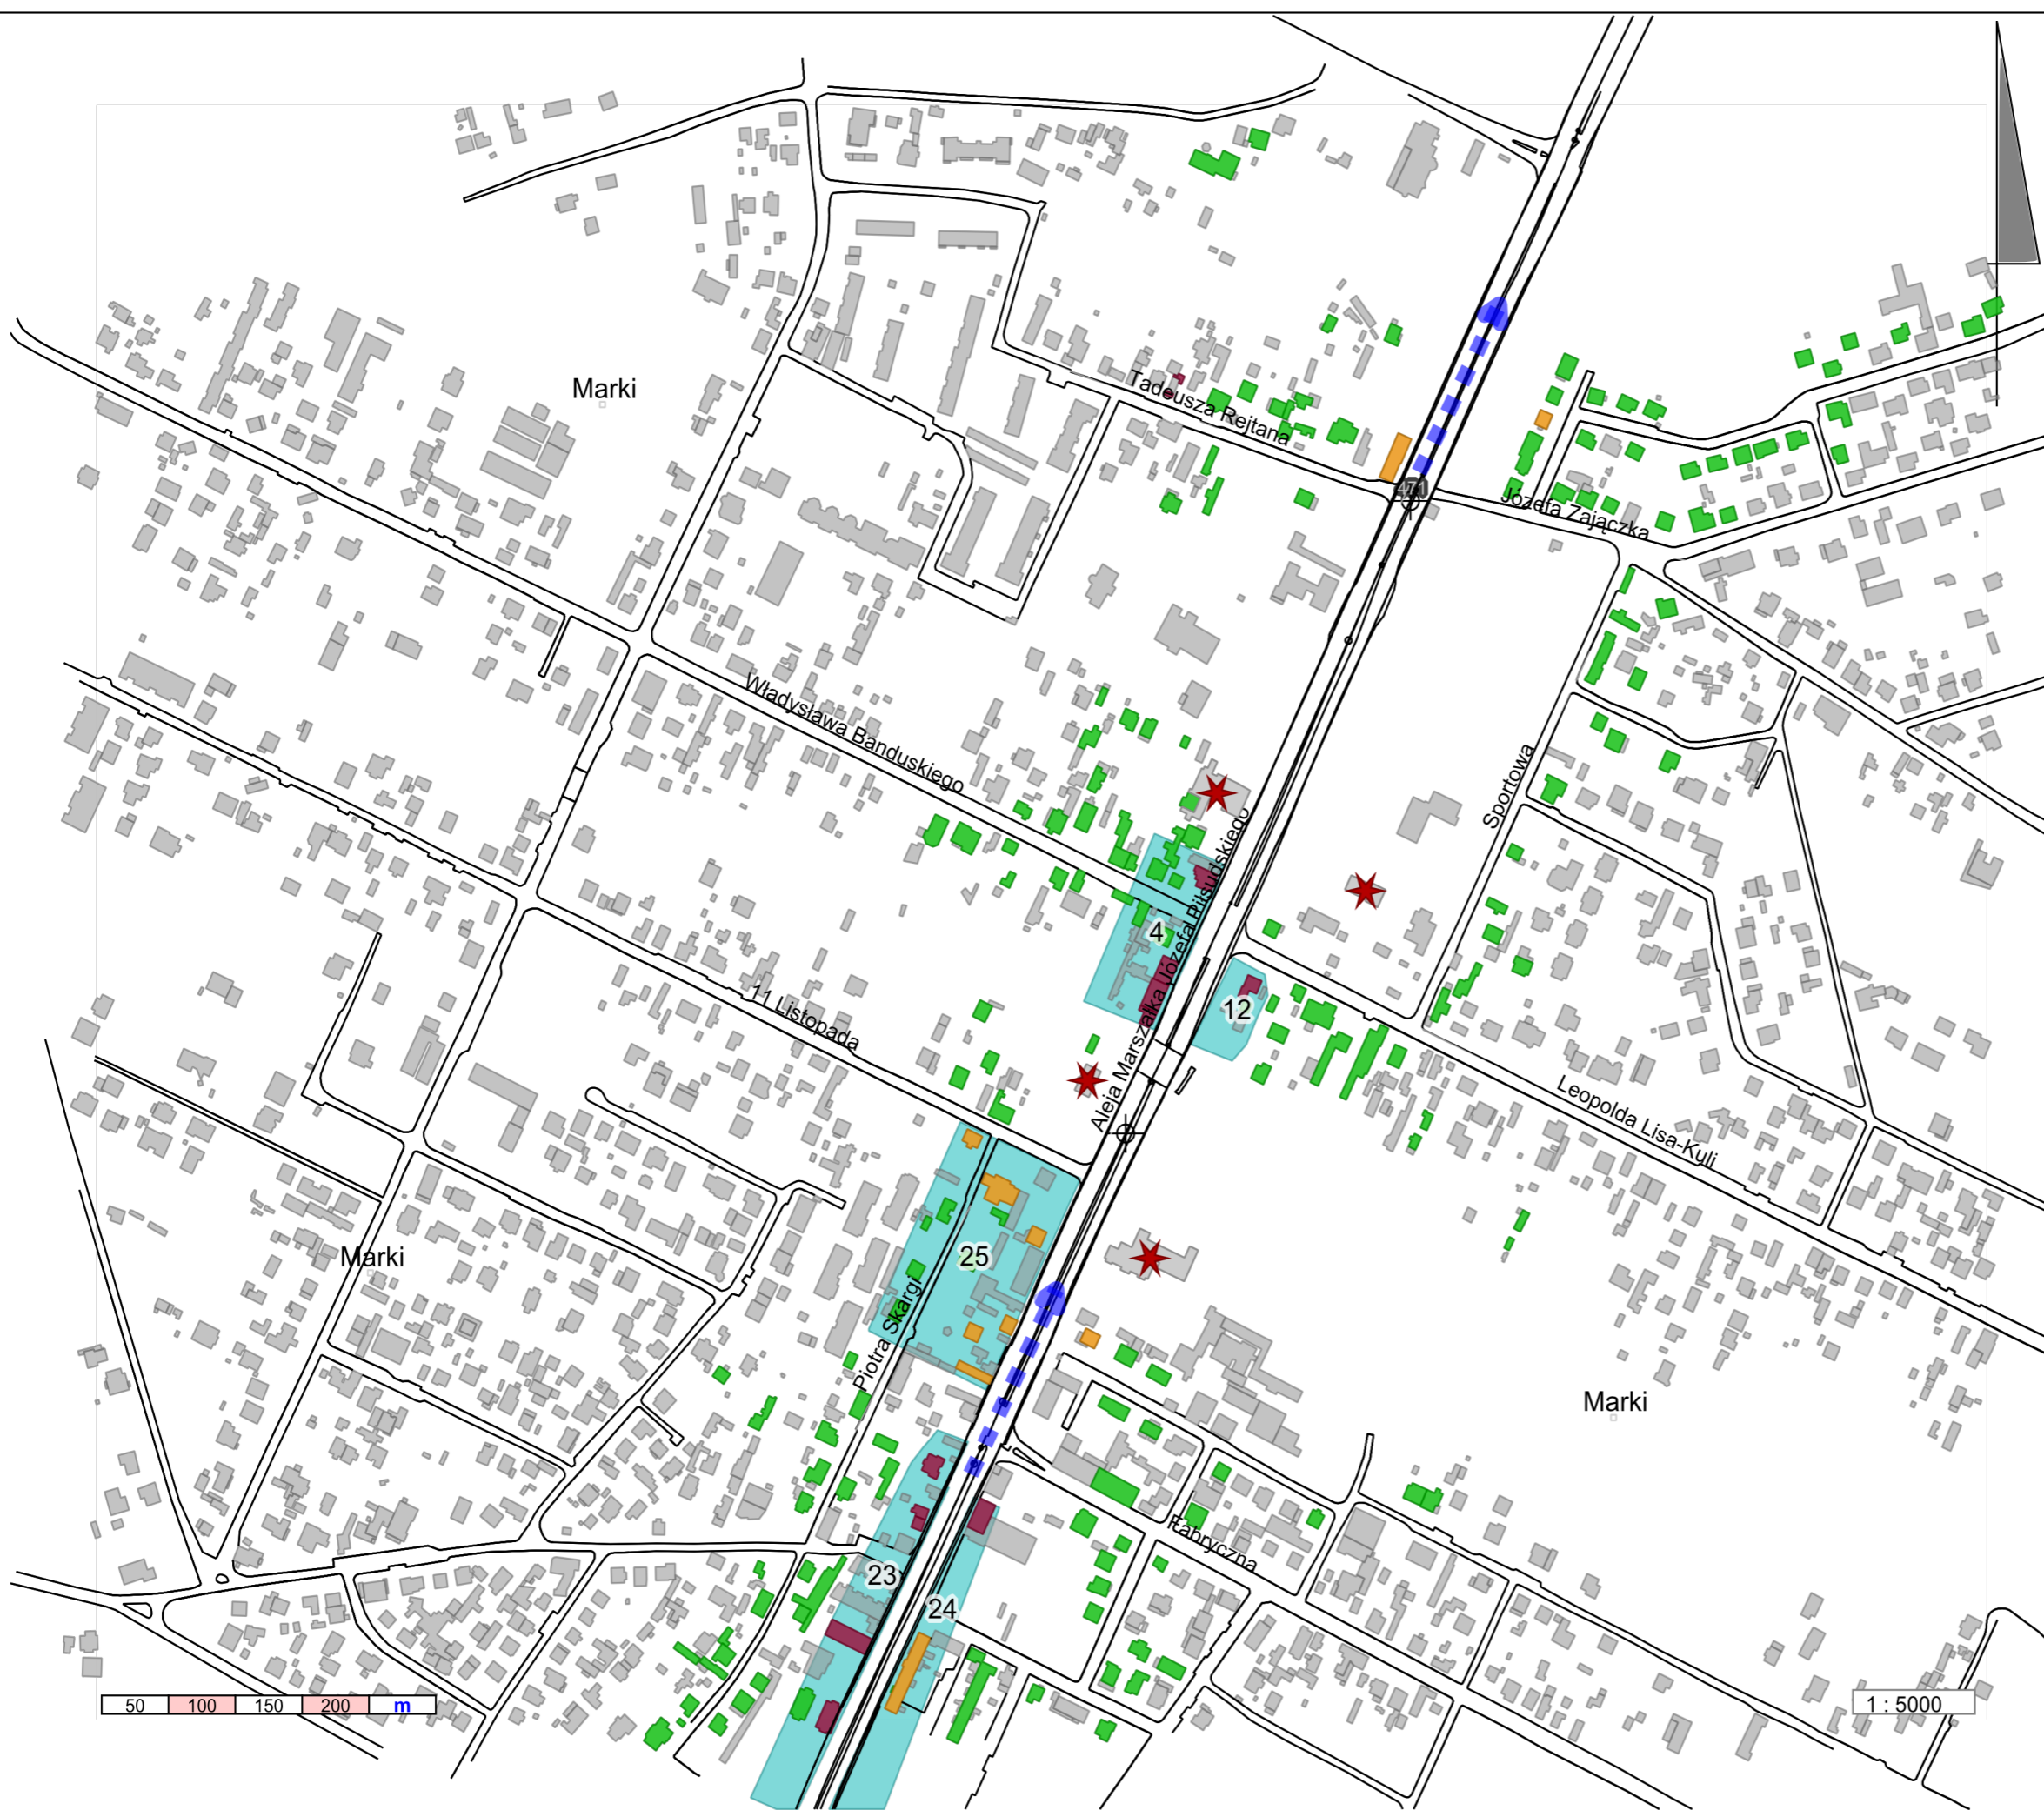 Marki
Tadeusza Rejtana
Józefa Zajączka
Władysława Banduskiego
Sportowa
Aleja Marszałka Józefa Piłsudskiego
4
12
11 Listopada
Leopolda Lisa-Kuli
Marki
25
Piotra Skargi
Marki
Fabryczna
23
24
50 100 150 200 m
1 : 5000